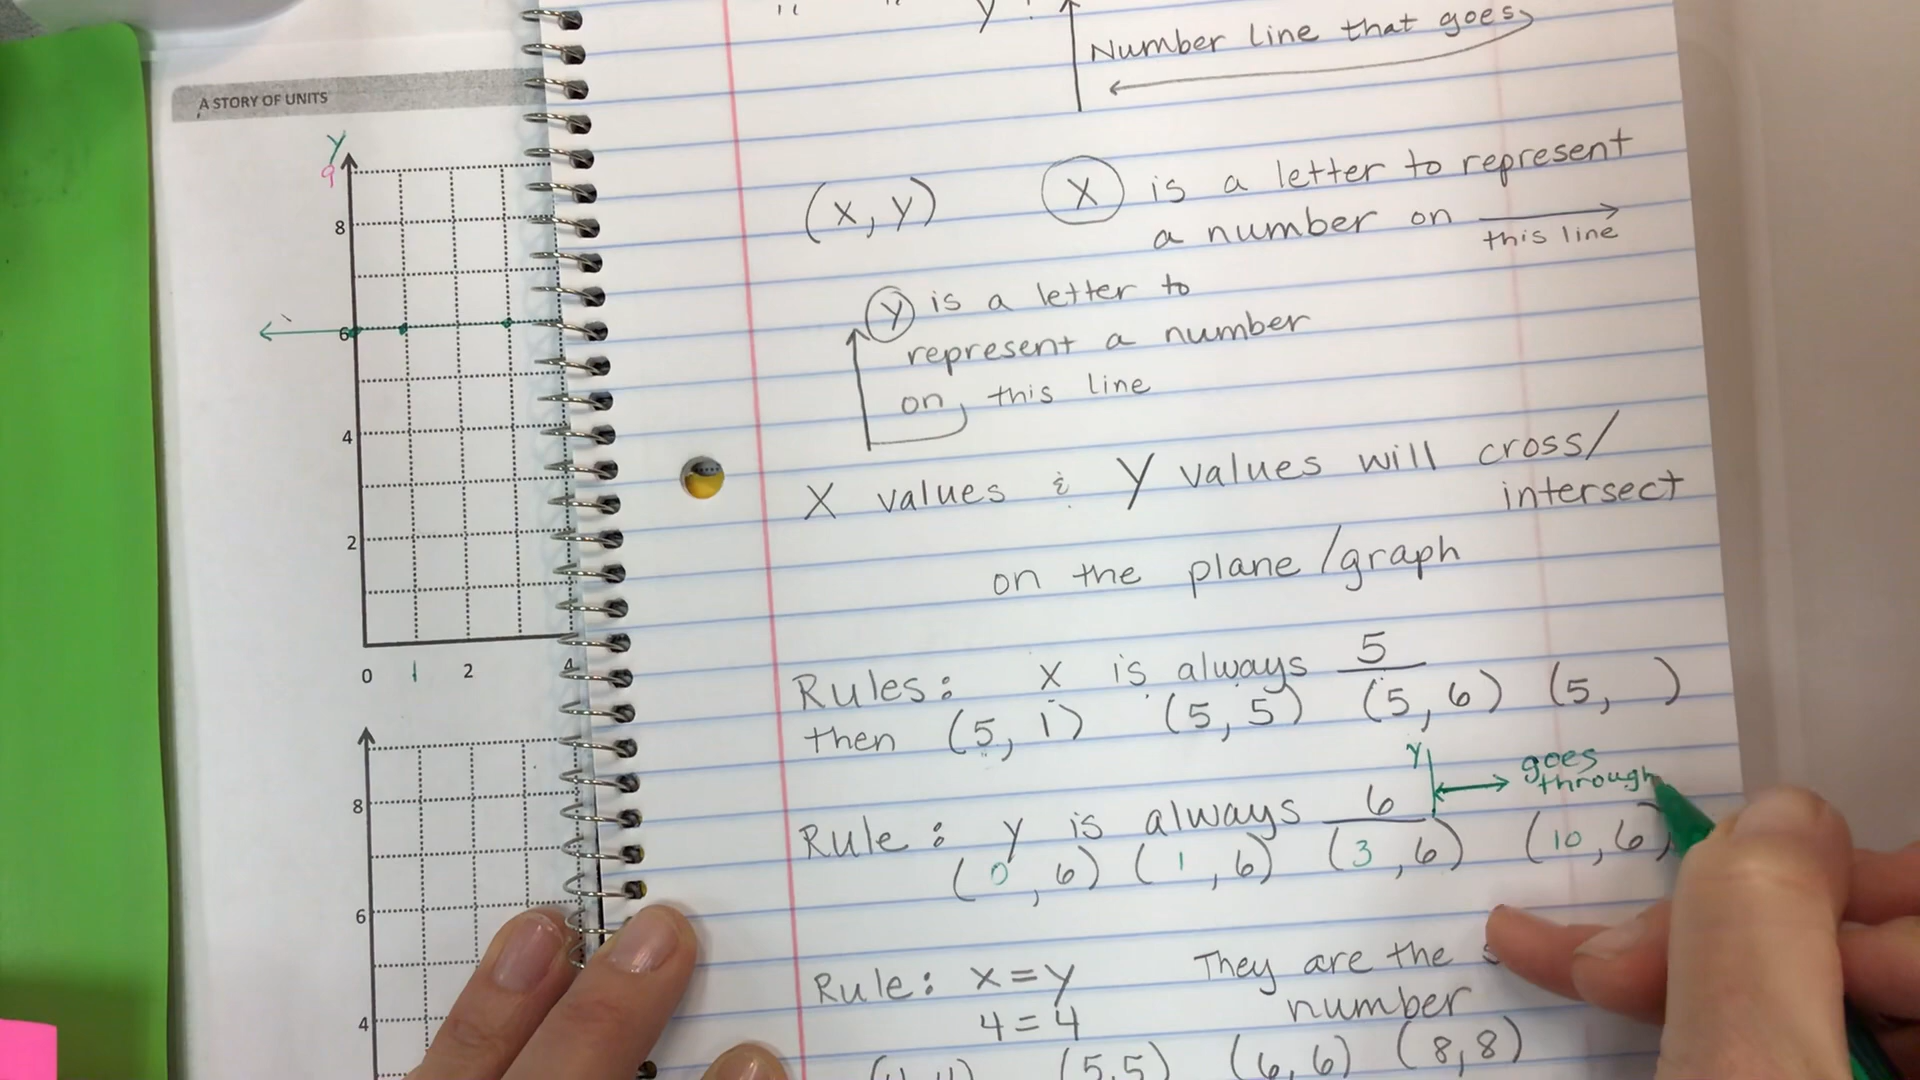 Number line that goes
A STORY OF UNITS
y
9
8
6
4
2
0 1 2 4
8
6
4
(x, y) X is a letter to represent
a number on
this line
y is a letter to
represent a number
on this line
X values & Y values will cross/
intersect
on the plane/graph
Rules: X is always 5
then (5, 1) (5, 5) (5, 6) (5, )
y goes
through
Rule: y is always 6
(0, 6) (1, 6) (3, 6) (10, 6)
Rule: x = y They are the
4 = 4 number
(5,5) (6,6) (8,8)